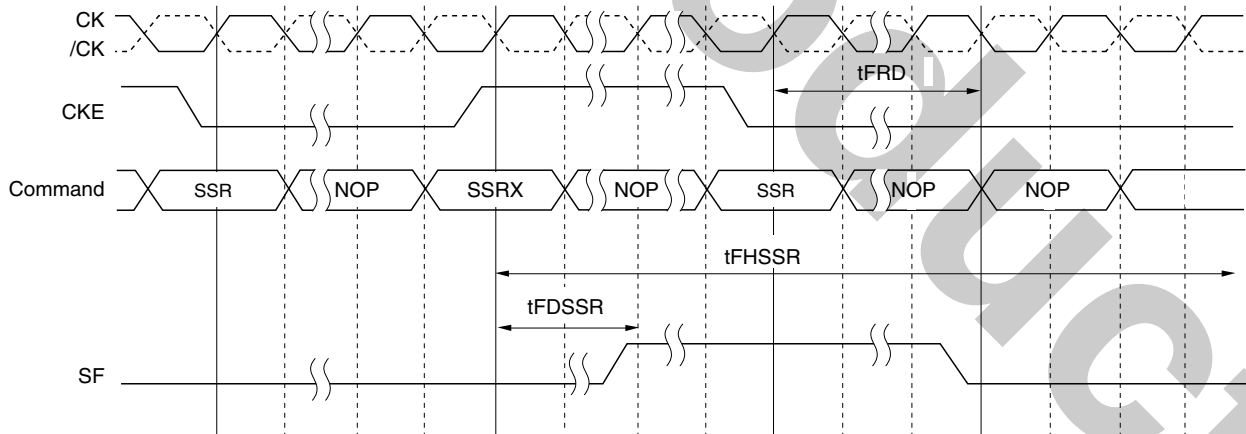 CK
/CK
tFRD
CKE
Command SSR NOP SSRX NOP SSR NOP NOP
tFHSSR
tFDSSR
SF